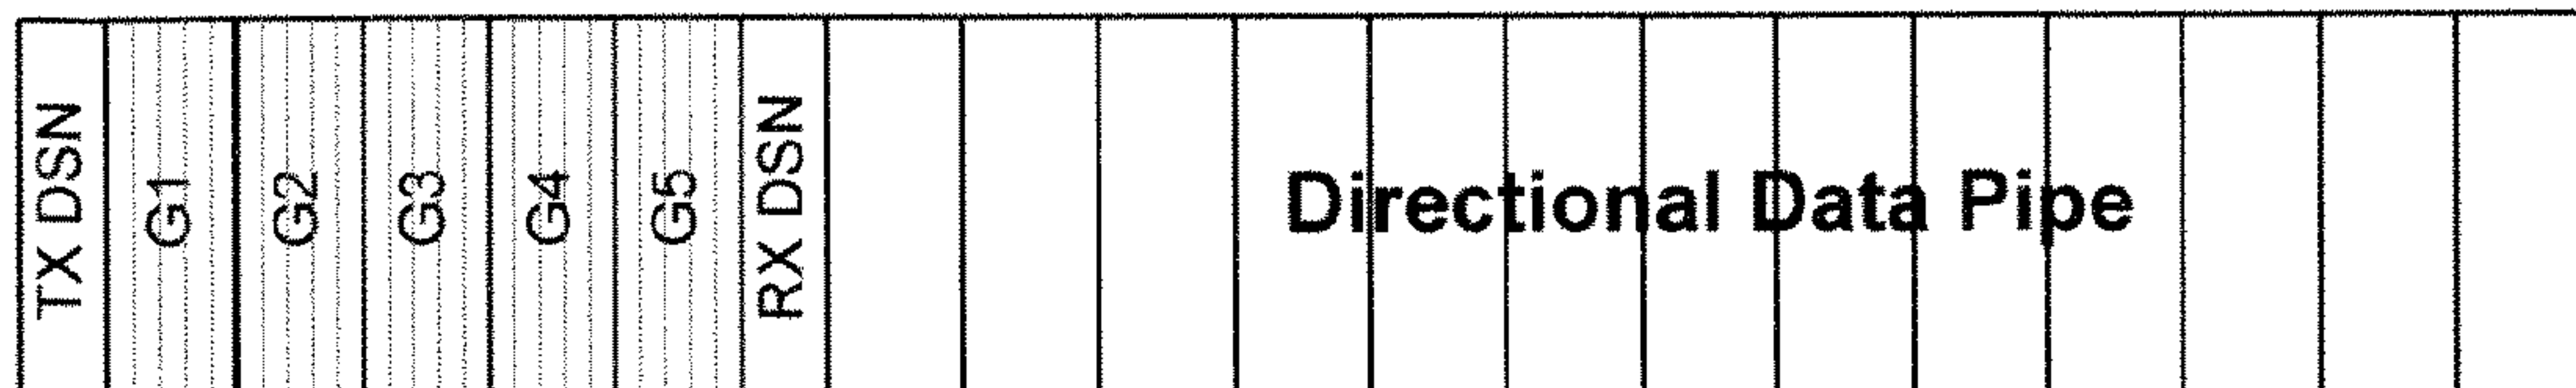 TX DSN
G1
G2
G3
G4
G5
RX DSN
Directional Data Pipe